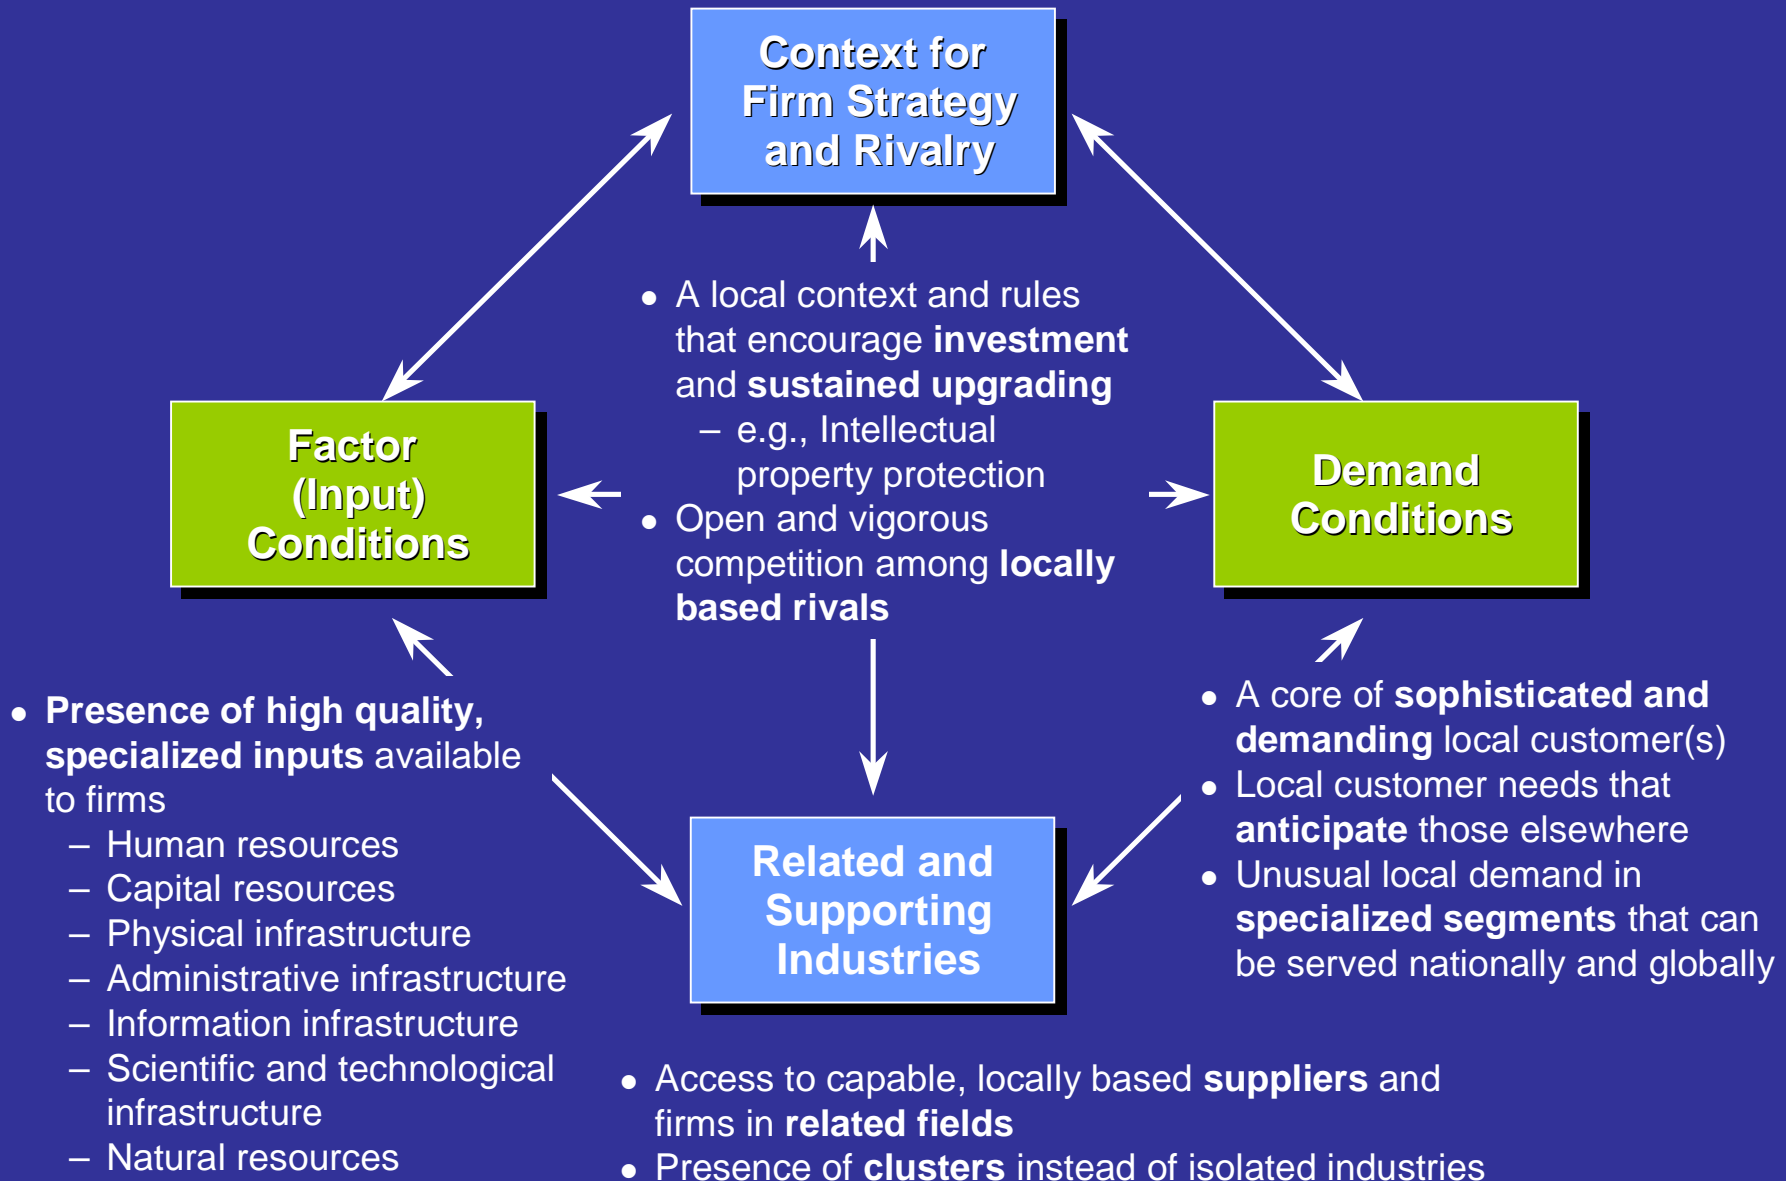 Context for
Firm Strategy
and Rivalry
● A local context and rules
that encourage investment
and sustained upgrading
– e.g., Intellectual
property protection
● Open and vigorous
competition among locally
based rivals
Factor
(Input)
Conditions
Demand
Conditions
● Presence of high quality,
specialized inputs available
to firms
– Human resources
– Capital resources
– Physical infrastructure
– Administrative infrastructure
– Information infrastructure
– Scientific and technological
infrastructure
– Natural resources
● A core of sophisticated and
demanding local customer(s)
● Local customer needs that
anticipate those elsewhere
● Unusual local demand in
specialized segments that can
be served nationally and globally
Related and
Supporting
Industries
● Access to capable, locally based suppliers and
firms in related fields
● Presence of clusters instead of isolated industries